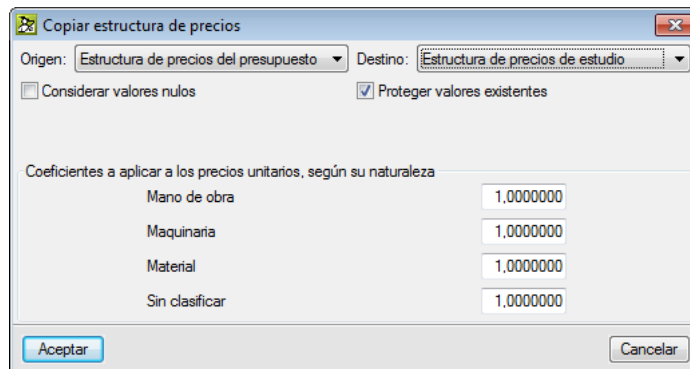 Copiar estructura de precios
Origen: Estructura de precios del presupuesto Destino: Estructura de precios de estudio
Considerar valores nulos Proteger valores existentes
Coeficientes a aplicar a los precios unitarios, según su naturaleza
Mano de obra 1,0000000
Maquinaria 1,0000000
Material 1,0000000
Sin clasificar 1,0000000
Aceptar Cancelar